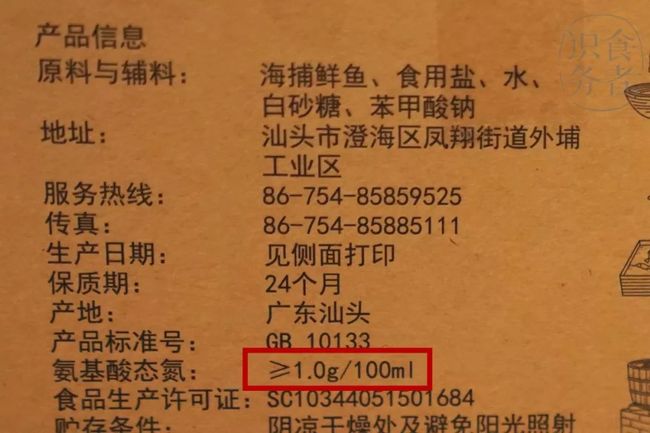 产品信息
原料与辅料： 海捕鲜鱼、食用盐、水、
白砂糖、苯甲酸钠
地址： 汕头市澄海区凤翔街道外埔
工业区
服务热线： 86-754-85859525
传真： 86-754-85885111
生产日期： 见侧面打印
保质期： 24个月
产地： 广东汕头
产品标准号： GB 10133
氨基酸态氮： ≥1.0g/100ml
食品生产许可证：SC10344051501684
贮存条件： 阴凉干燥处及避免阳光照射
食者识务